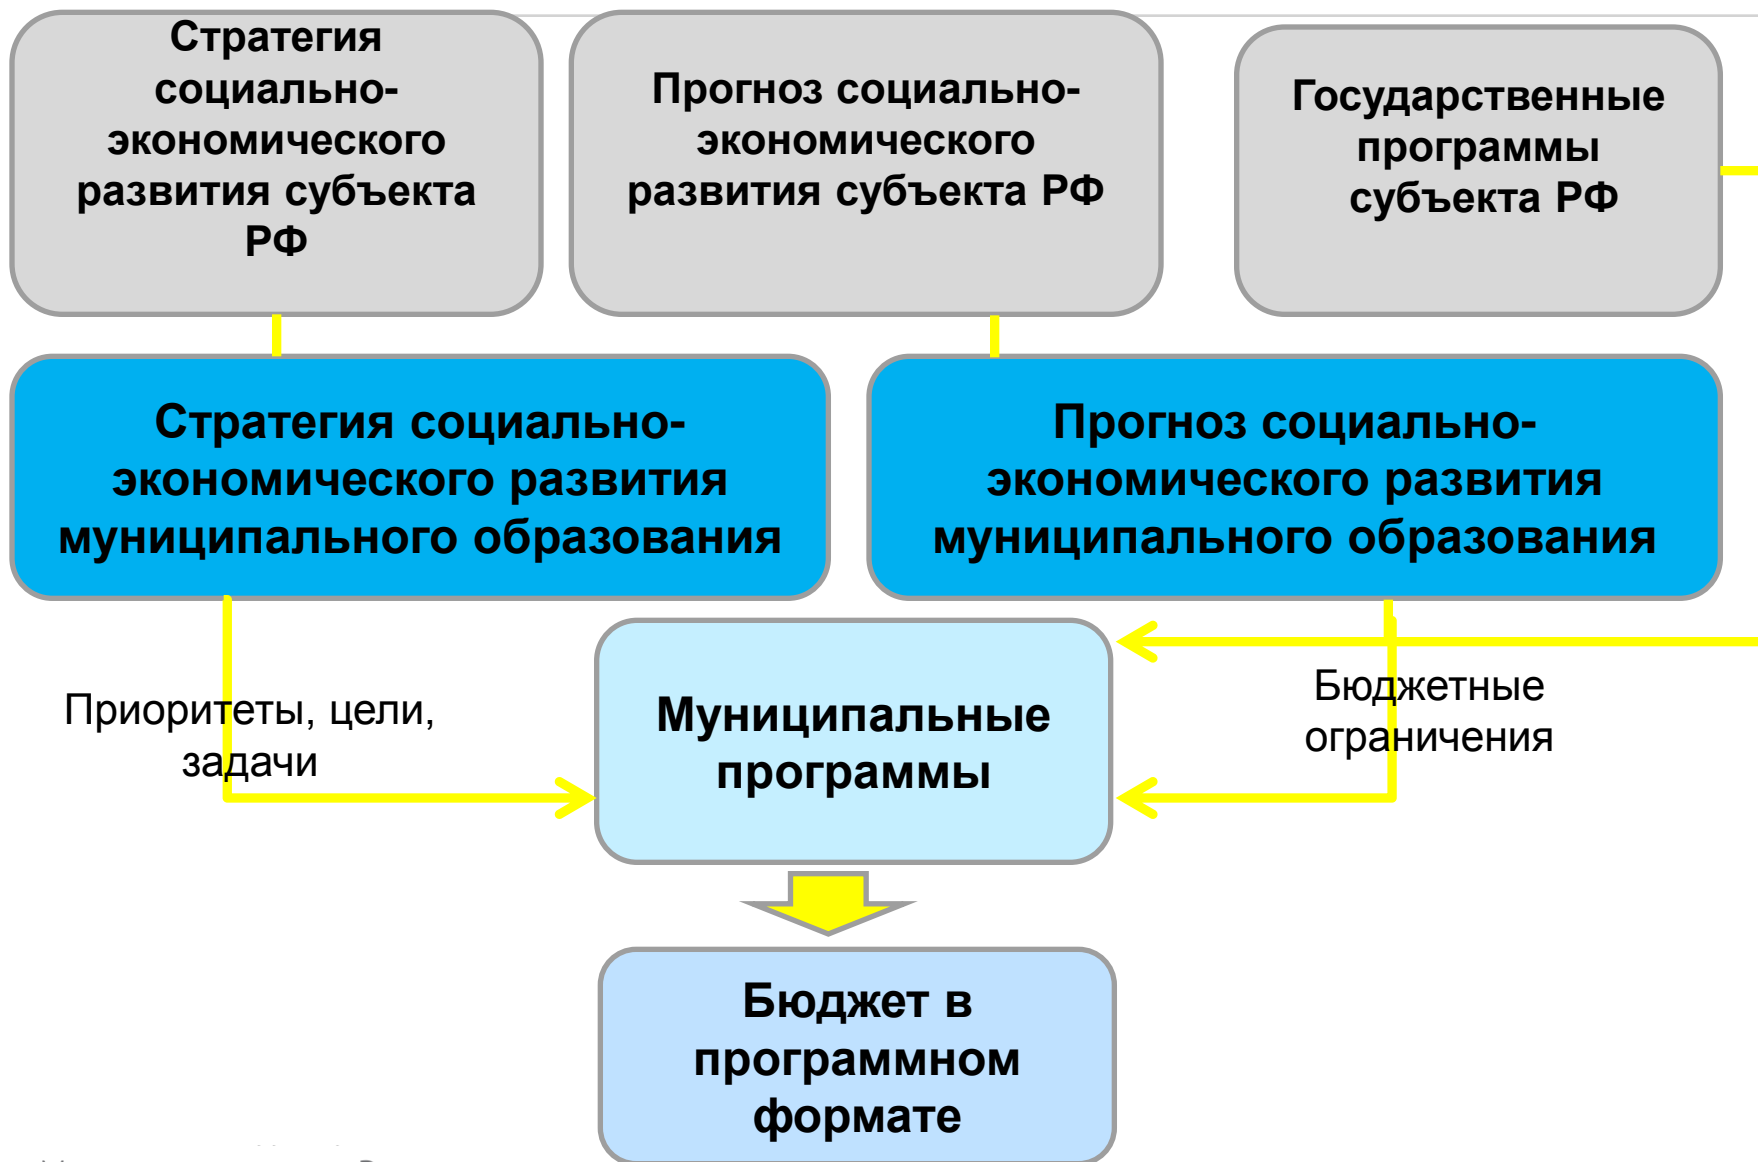 Стратегия
социально-
экономического
развития субъекта
РФ
Прогноз социально-
экономического
развития субъекта РФ
Государственные
программы
субъекта РФ
Стратегия социально-
экономического развития
муниципального образования
Прогноз социально-
экономического развития
муниципального образования
Приоритеты, цели,
задачи
Муниципальные
программы
Бюджетные
ограничения
Бюджет в
программном
формате